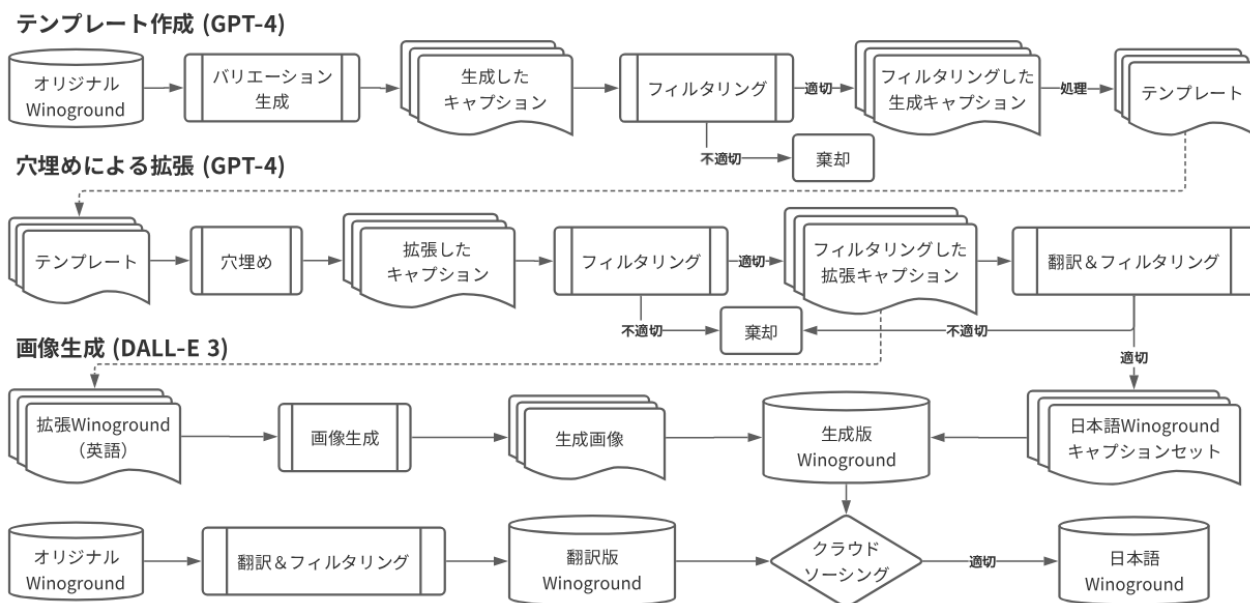 テンプレート作成 (GPT-4)
オリジナル
Winoground
バリエーション
生成
生成した
キャプション
フィルタリング
適切
フィルタリングした
生成キャプション
処理
テンプレート
不適切
棄却
穴埋めによる拡張 (GPT-4)
テンプレート
穴埋め
拡張した
キャプション
フィルタリング
適切
フィルタリングした
拡張キャプション
翻訳&フィルタリング
不適切
棄却
不適切
適切
画像生成 (DALL-E 3)
拡張Winoground
(英語)
画像生成
生成画像
生成版
Winoground
日本語Winoground
キャプションセット
オリジナル
Winoground
翻訳&フィルタリング
翻訳版
Winoground
クラウド
ソーシング
適切
日本語
Winoground